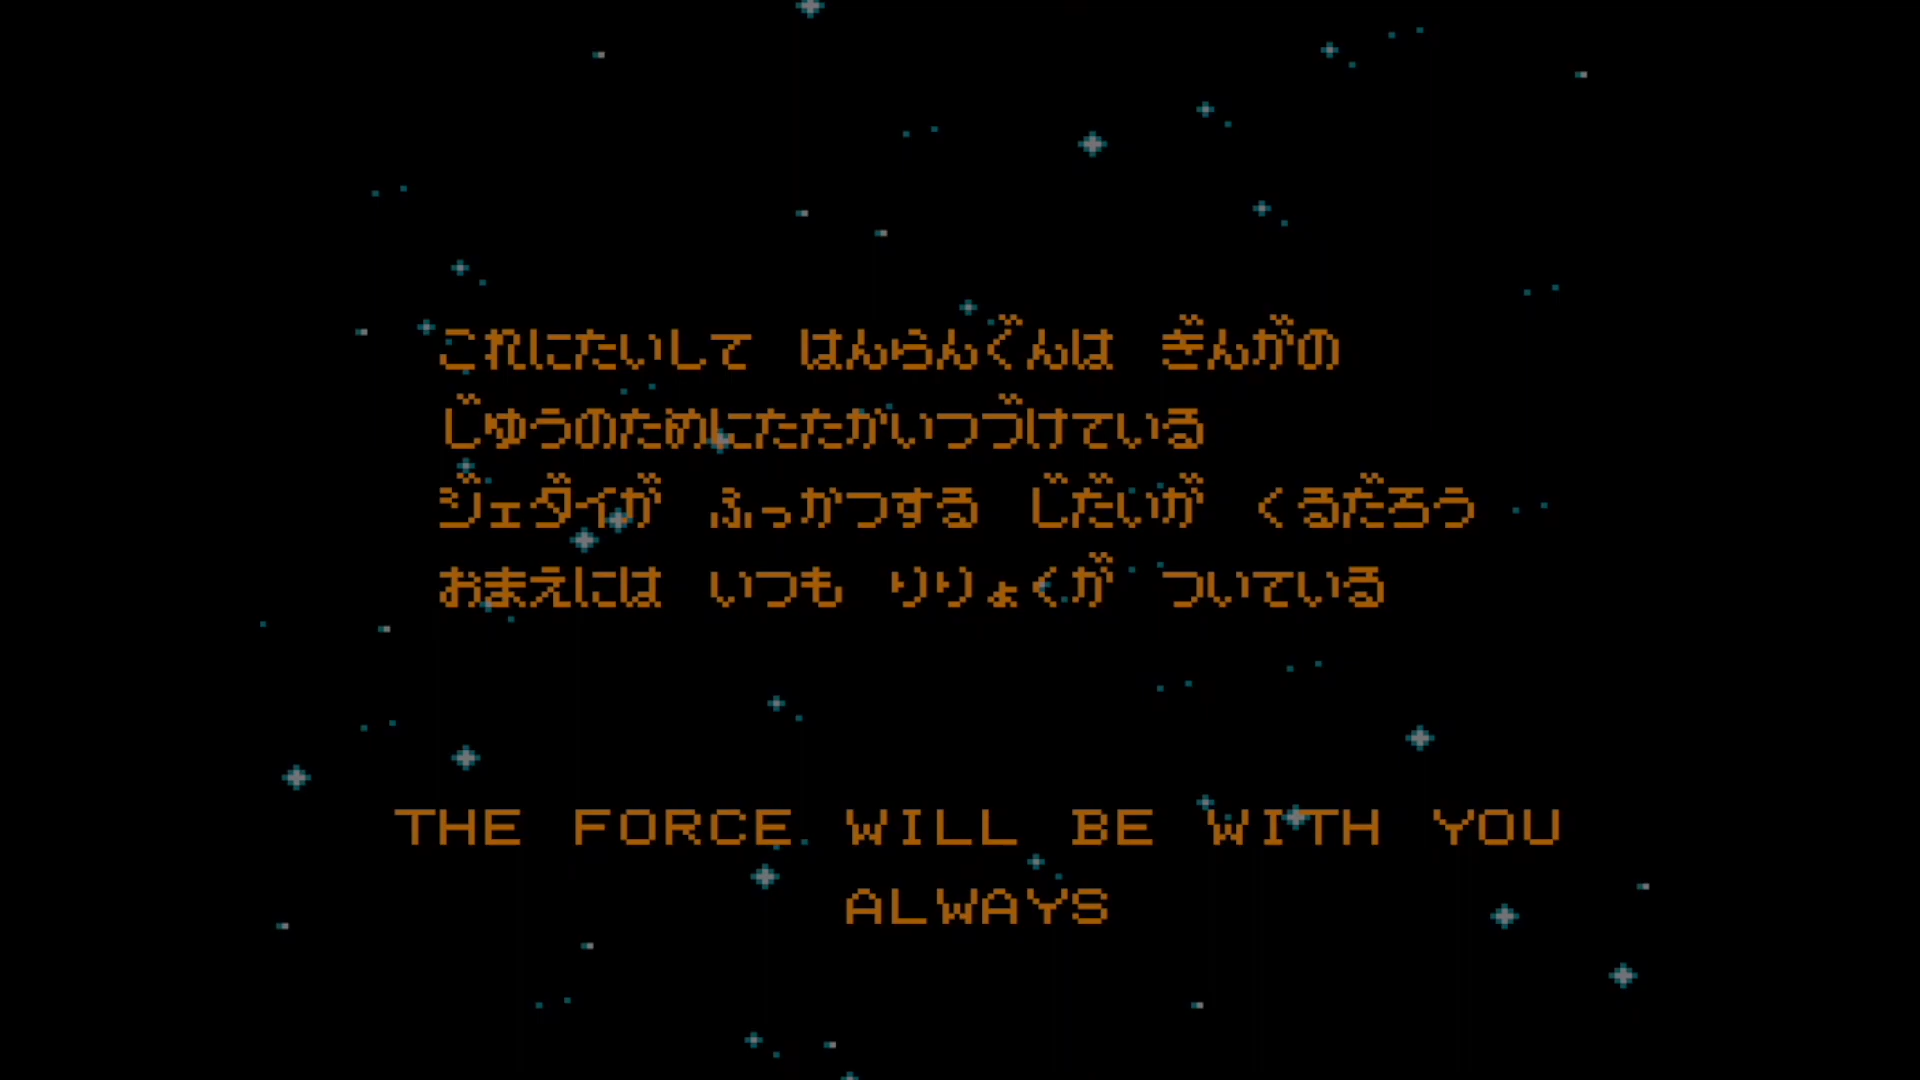 これにたいして はんらんぐんは ぎんがの
じゆうのためにたたかいつづけている
ジェダイが ふっかつする じだいが くるだろう
おまえには いつも りりょくが ついている
THE FORCE WILL BE WITH YOU
ALWAYS